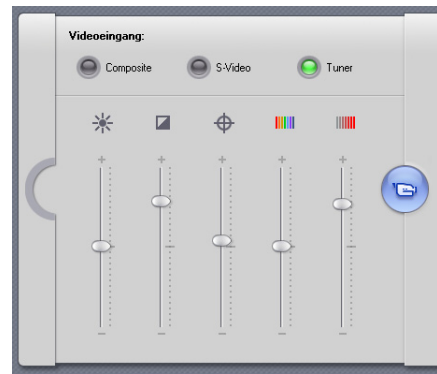 Videoeingang:
Composite S-Video Tuner
+ + + + +
- - - - -